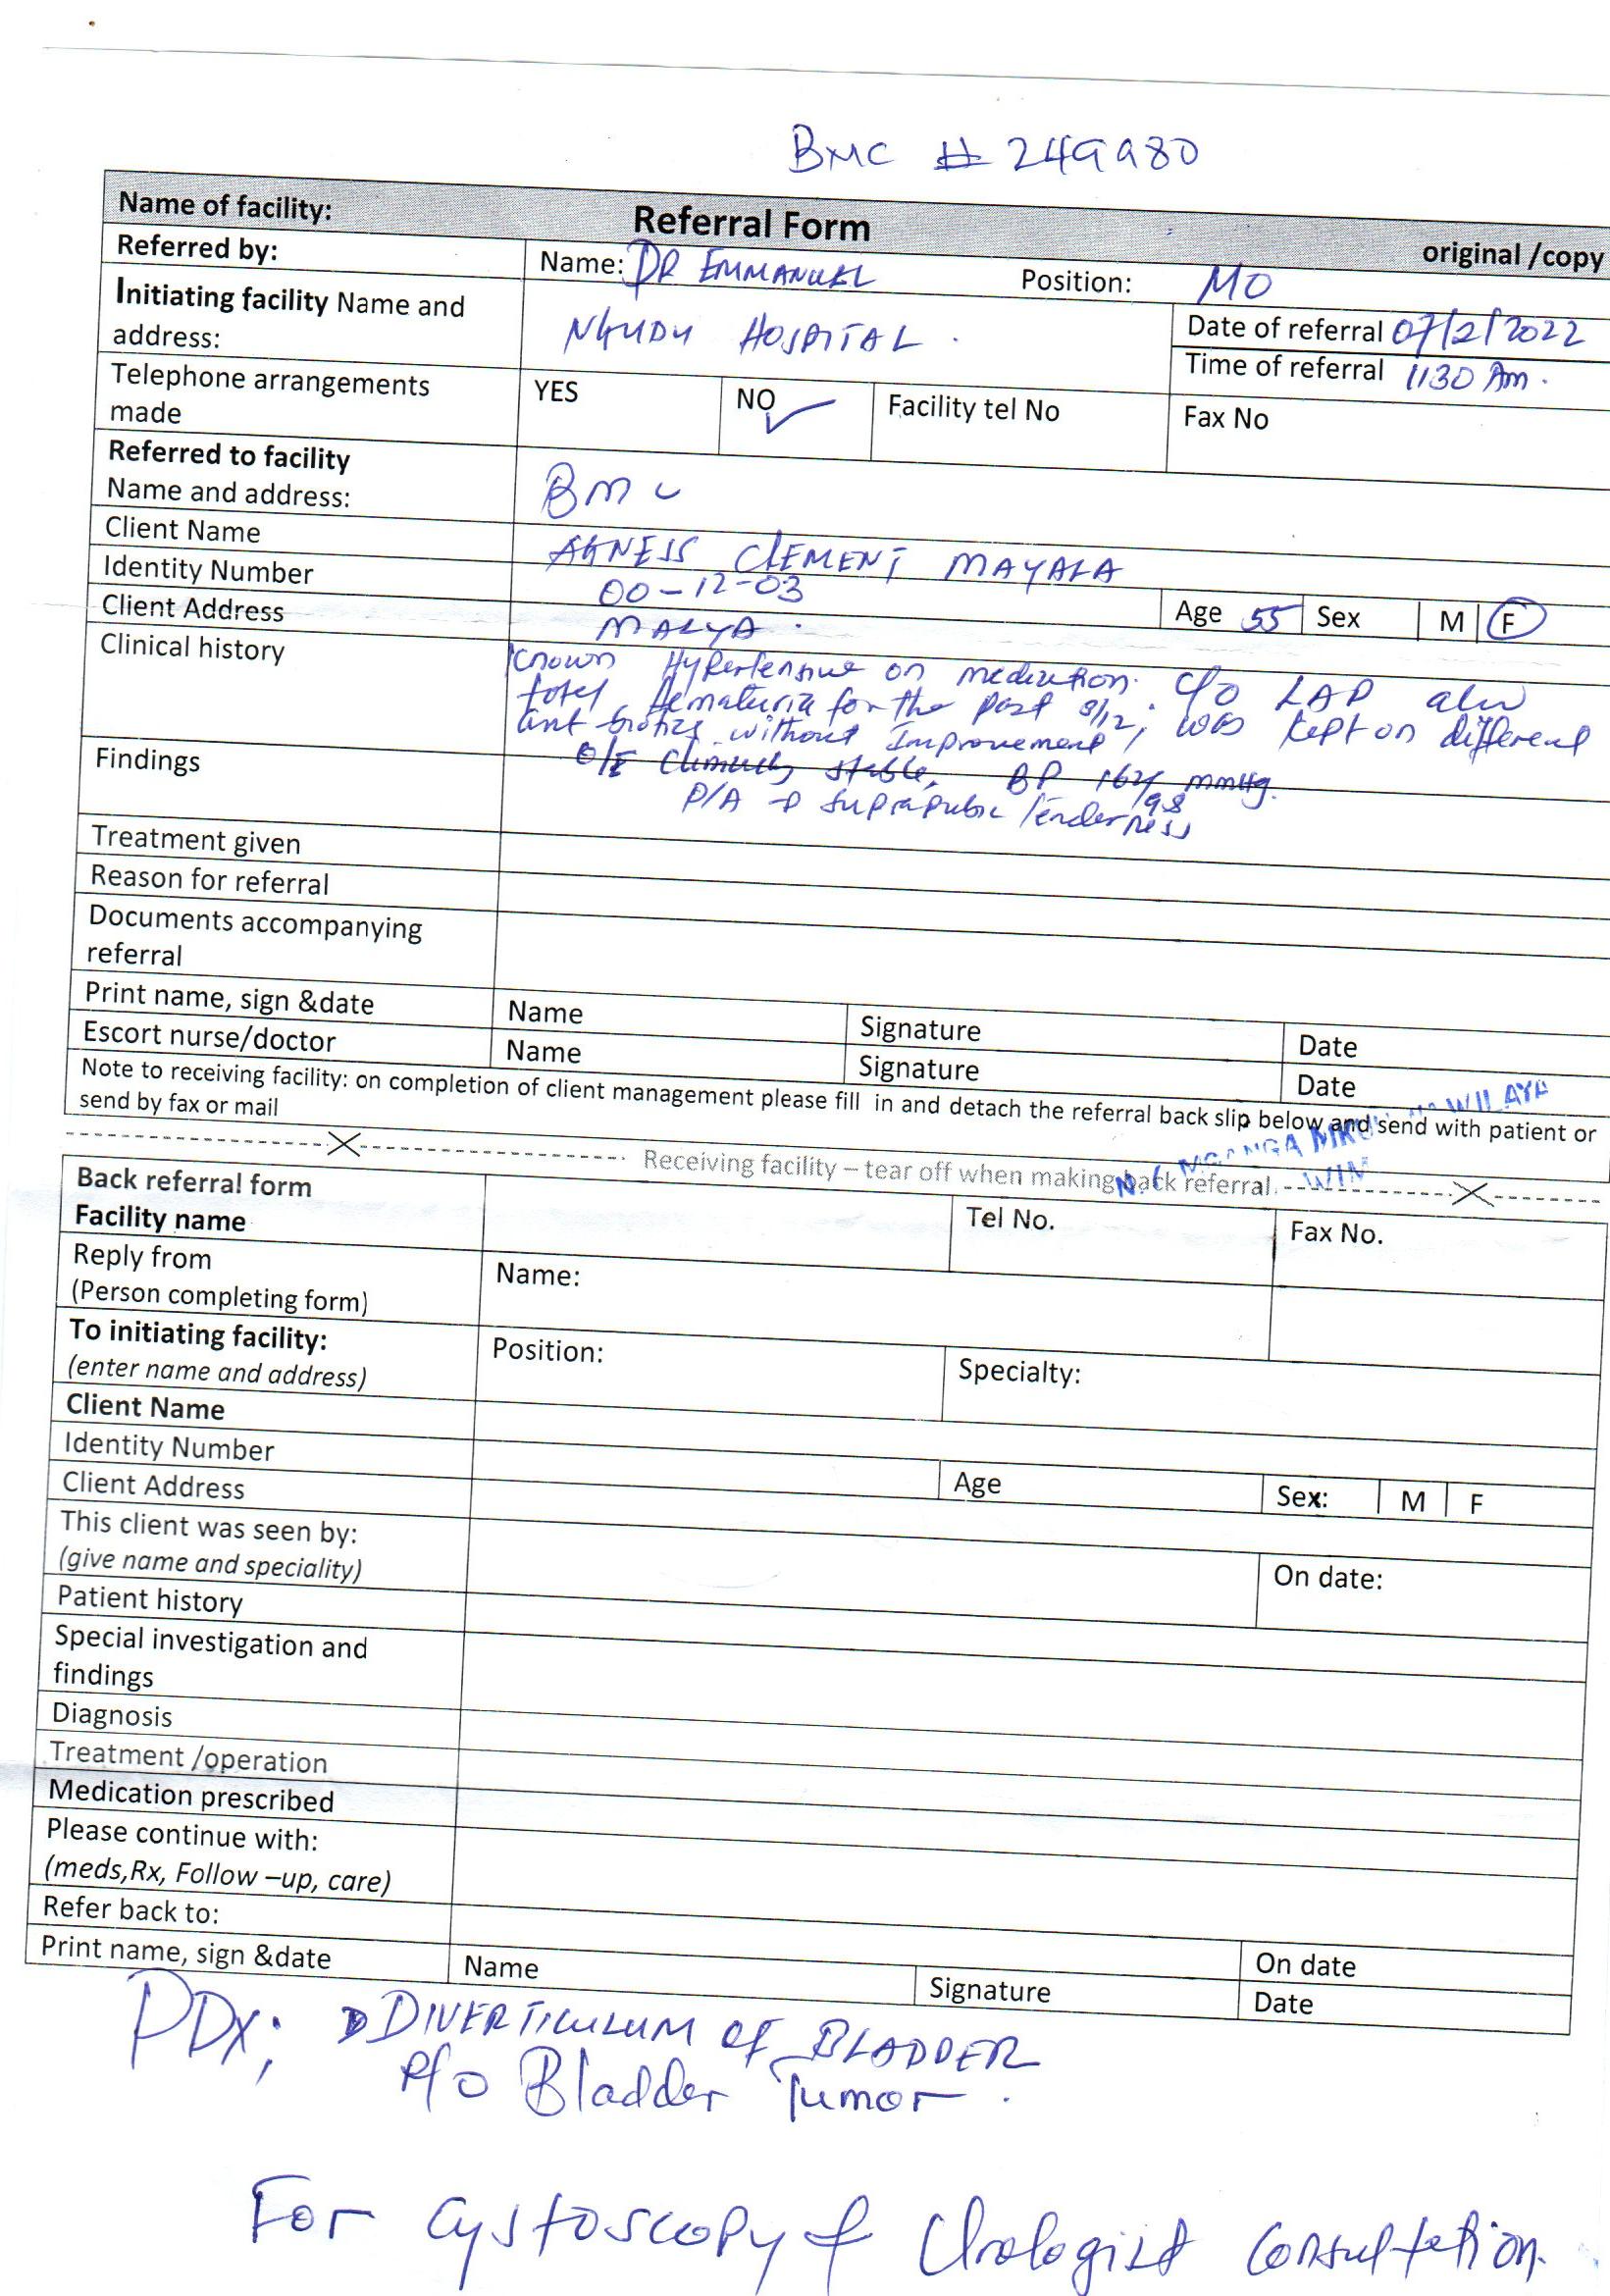 BMC # 249980
Name of facility: Referral Form original /copy
Referred by: Name: DR EMMANUEL Position: MO
Initiating facility Name and address: NGUDU HOSPITAL. Date of referral 07/2/2022
Time of referral 1130 Am.
Telephone arrangements made YES NO ✓ Facility tel No Fax No
Referred to facility
Name and address: BMC
Client Name AGNESS CLEMENT MAYALA
Identity Number 00-12-03 Age 55 Sex M F
Client Address MALYA.
Clinical history Known Hypertensive on medication. C/O LAP also
total Hematuria for the past /12; was kept on different
antibiotics without Improvement,
Findings O/E Clinically stable, BP 162/98 mmHg.
P/A → suprapubic Tenderness
Treatment given
Reason for referral
Documents accompanying
referral
Print name, sign &date Name Signature Date
Escort nurse/doctor Name Signature Date
Note to receiving facility: on completion of client management please fill in and detach the referral back slip below and send with patient or
send by fax or mail
WILAYA
MGANGA
Receiving facility – tear off when making back referral.
Back referral form
Facility name Tel No. Fax No.
Reply from
(Person completing form) Name:
To initiating facility:
(enter name and address) Position: Specialty:
Client Name
Identity Number Age Sex: M F
Client Address
This client was seen by:
(give name and speciality) On date:
Patient history
Special investigation and
findings
Diagnosis
Treatment /operation
Medication prescribed
Please continue with:
(meds,Rx, Follow –up, care)
Refer back to: On date
Print name, sign &date Name Signature Date
PDx; DIVERTICULUM OF BLADDER
P/o Bladder Tumor.
For Cystoscopy & Urologist Consultation.